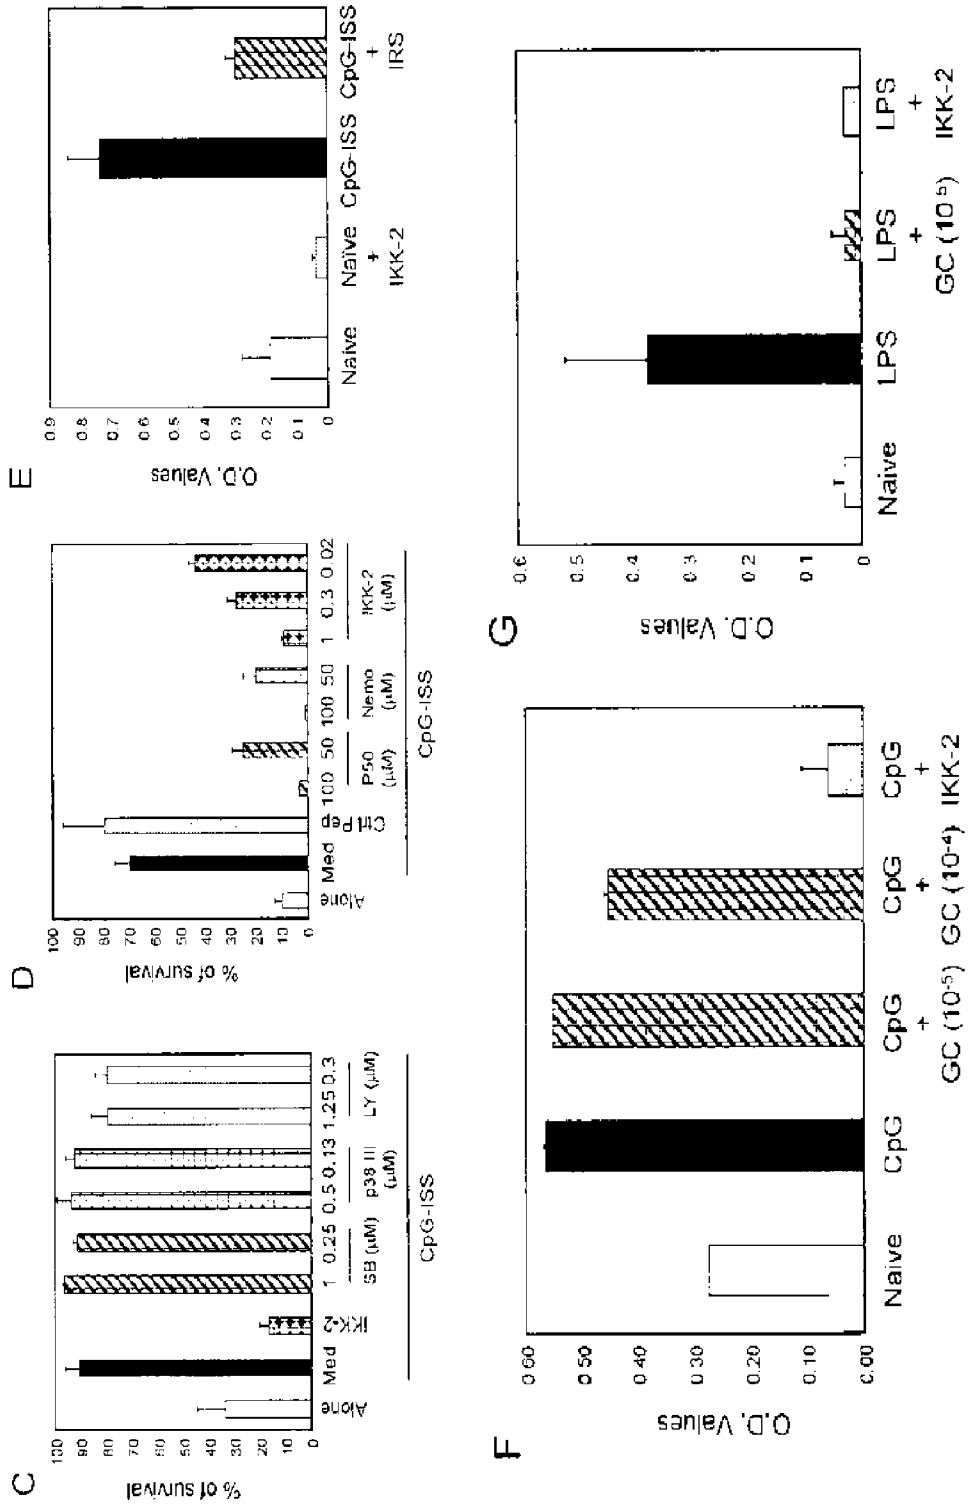 C
% of survival
100
90
80
70
60
50
40
30
20
10
0
Alone
Med
IKK-2
1 0.25
SB (µM)
0.5 0.13
p38 III
(µM)
1.25 0.3
LY (µM)
CpG-ISS
D
% of survival
100
90
80
70
60
50
40
30
20
10
0
Alone
Med
Ctrl.Pep
100 50
P50
(µM)
100 50
Nemo
(µM)
1 0.3 0.02
IKK-2
(µM)
CpG-ISS
E
O.D. Values
0.9
0.8
0.7
0.6
0.5
0.4
0.3
0.2
0.1
0
Naive
Naïve
+
IKK-2
CpG-ISS
CpG-ISS
+
IRS
F
O.D. Values
0.60
0.50
0.40
0.30
0.20
0.10
0.00
Naive
CpG
CpG
+
GC (10-5)
CpG
+
GC (10-4)
CpG
+
IKK-2
G
O.D. Values
0.6
0.5
0.4
0.3
0.2
0.1
0
Naive
LPS
LPS
+
GC (10-5)
LPS
+
IKK-2